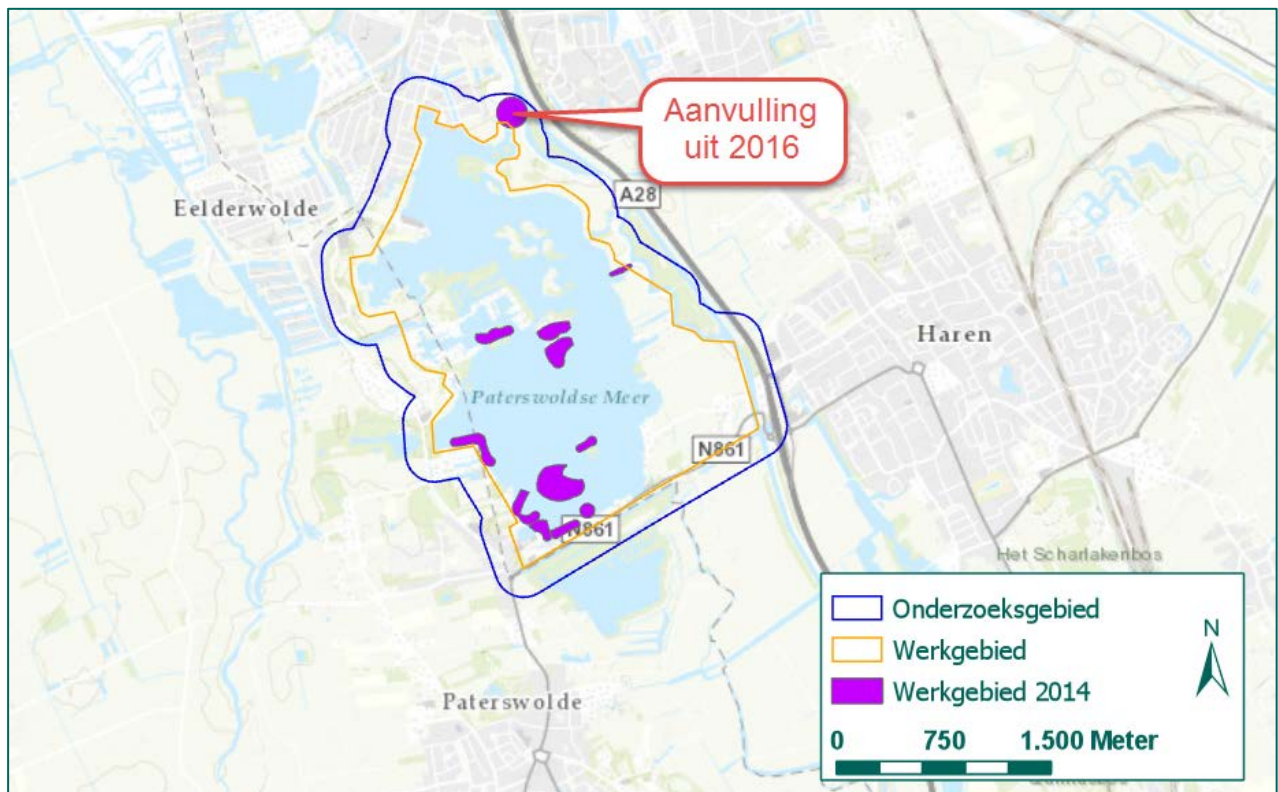 Aanvulling
uit 2016
A28
Eelderwolde
Haren
Paterswoldse Meer
N861
N861
Het Scharlakenbos
Paterswolde
Onderzoeksgebied
Werkgebied
Werkgebied 2014
N
0 750 1.500 Meter